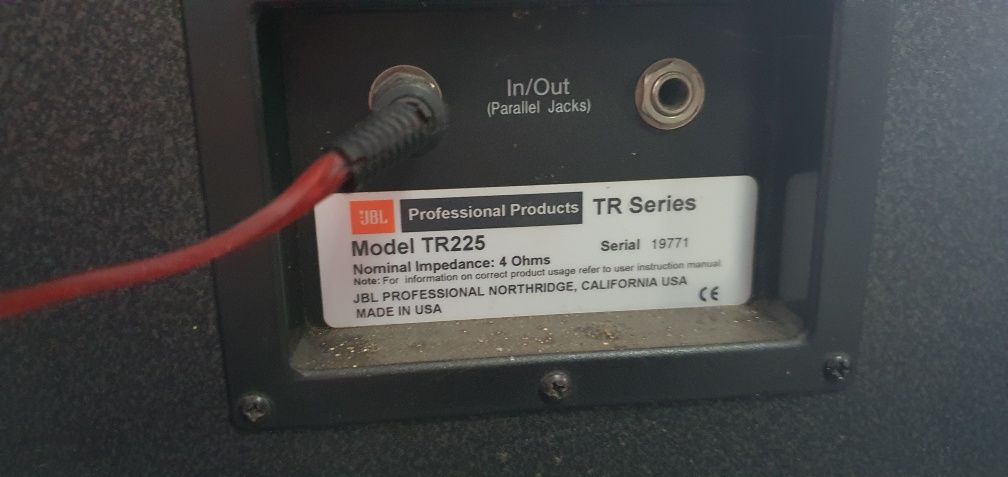 In/Out
(Parallel Jacks)
JBL Professional Products TR Series
Model TR225 Serial 19771
Nominal Impedance: 4 Ohms
Note: For information on correct product usage refer to user instruction manual.
JBL PROFESSIONAL NORTHRIDGE, CALIFORNIA USA
MADE IN USA CE